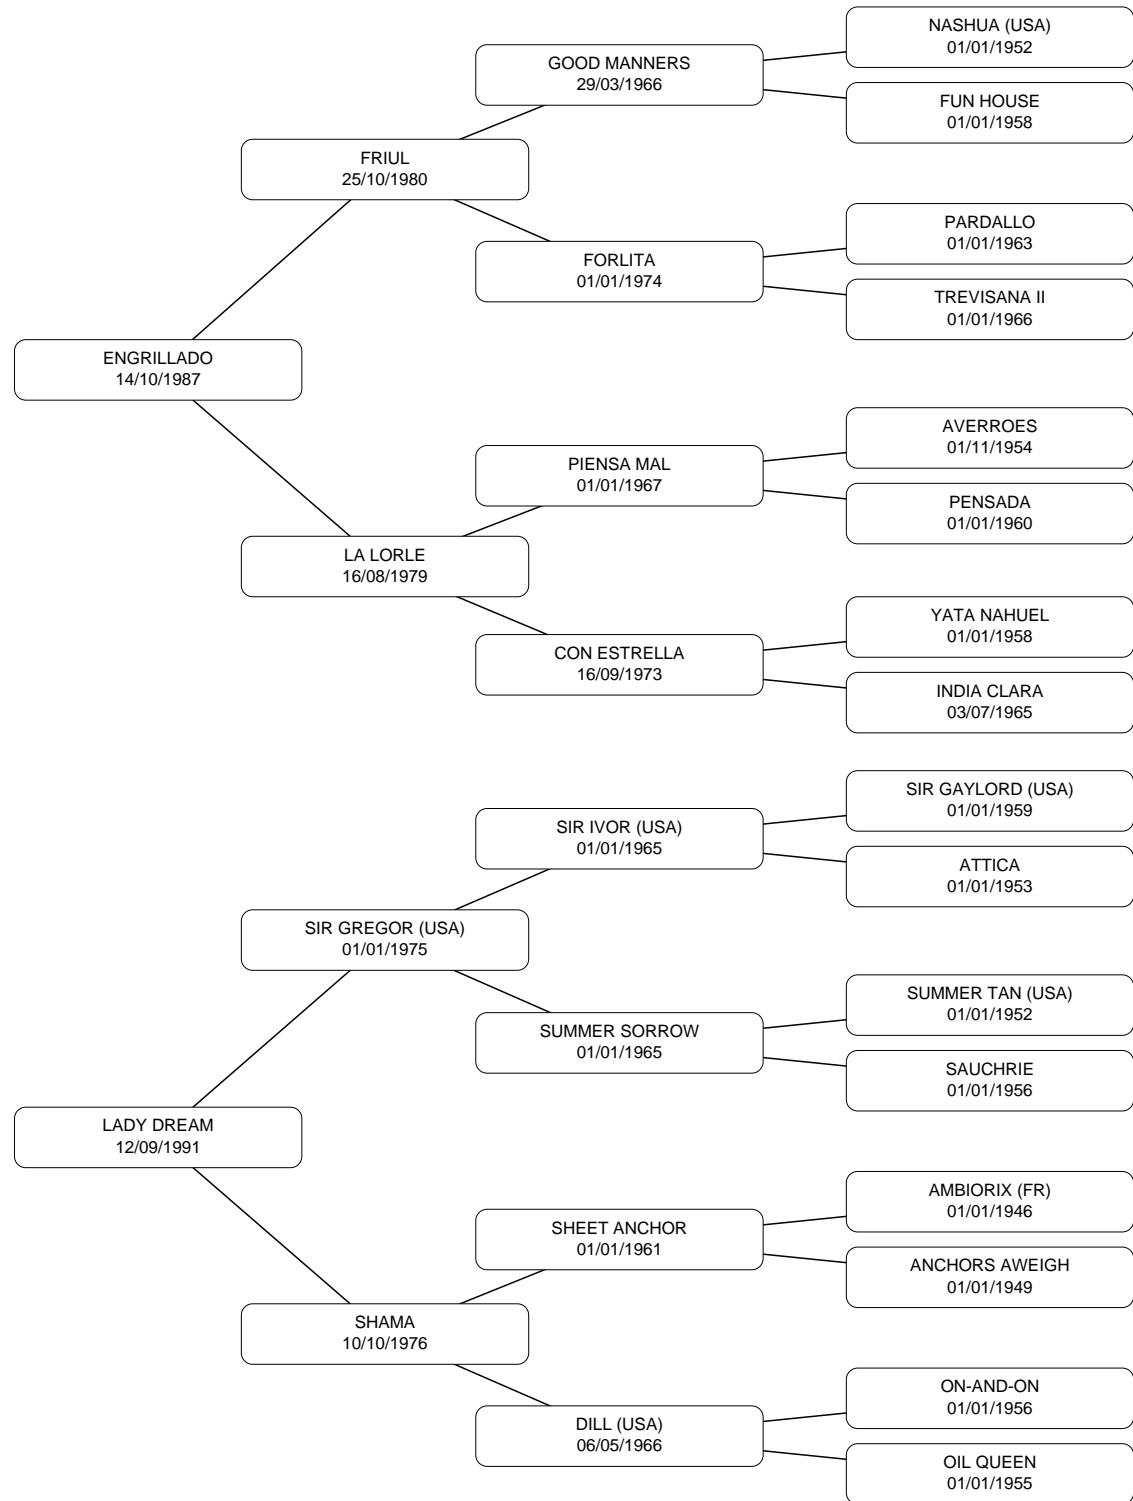 NASHUA (USA)
01/01/1952
GOOD MANNERS
29/03/1966
FUN HOUSE
01/01/1958
FRIUL
25/10/1980
PARDALLO
01/01/1963
FORLITA
01/01/1974
TREVISANA II
01/01/1966
ENGRILLADO
14/10/1987
AVERROES
01/11/1954
PIENSA MAL
01/01/1967
PENSADA
01/01/1960
LA LORLE
16/08/1979
YATA NAHUEL
01/01/1958
CON ESTRELLA
16/09/1973
INDIA CLARA
03/07/1965
SIR GAYLORD (USA)
01/01/1959
SIR IVOR (USA)
01/01/1965
ATTICA
01/01/1953
SIR GREGOR (USA)
01/01/1975
SUMMER TAN (USA)
01/01/1952
SUMMER SORROW
01/01/1965
SAUCHRIE
01/01/1956
LADY DREAM
12/09/1991
AMBIORIX (FR)
01/01/1946
SHEET ANCHOR
01/01/1961
ANCHORS AWEIGH
01/01/1949
SHAMA
10/10/1976
ON-AND-ON
01/01/1956
DILL (USA)
06/05/1966
OIL QUEEN
01/01/1955